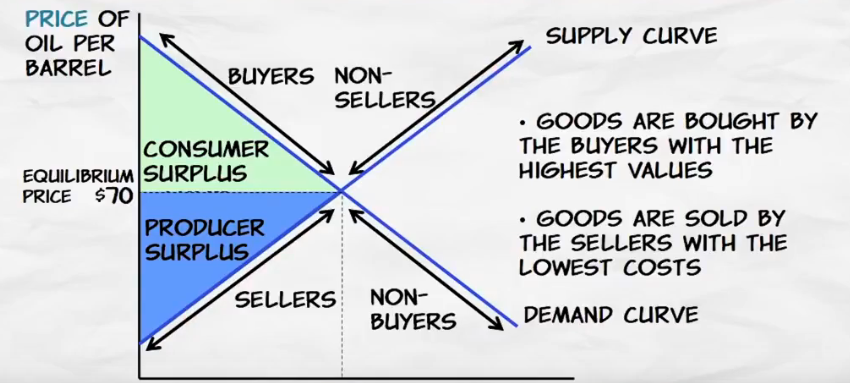 PRICE OF
OIL PER
BARREL
SUPPLY CURVE
BUYERS
NON-
SELLERS
• GOODS ARE BOUGHT BY
THE BUYERS WITH THE
HIGHEST VALUES
CONSUMER
SURPLUS
EQUILIBRIUM
PRICE $70
PRODUCER
SURPLUS
• GOODS ARE SOLD BY
THE SELLERS WITH THE
LOWEST COSTS
SELLERS
NON-
BUYERS
DEMAND CURVE